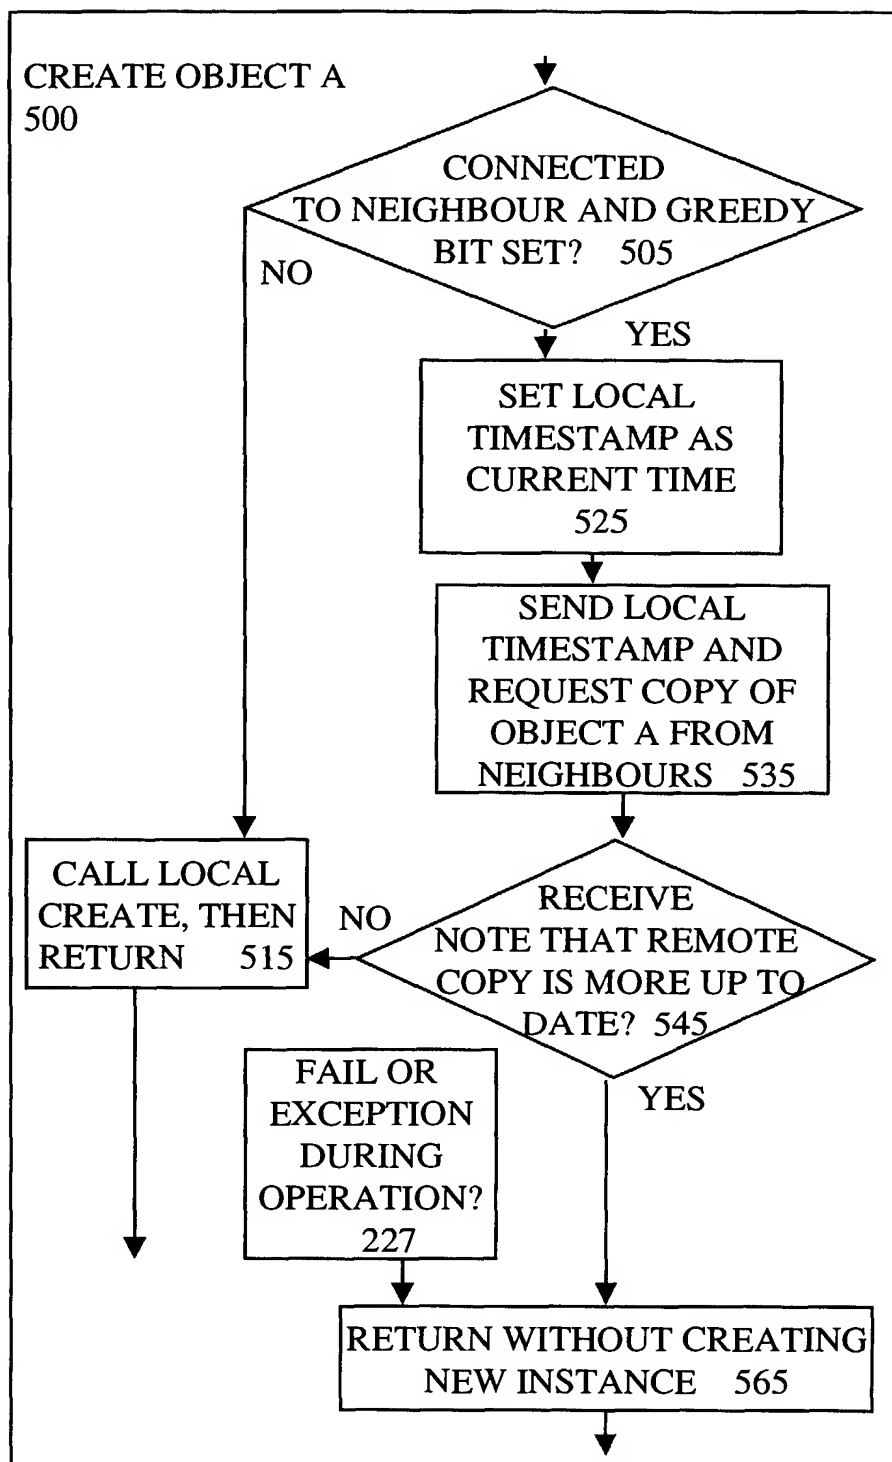 CREATE OBJECT A
500
CONNECTED
TO NEIGHBOUR AND GREEDY
BIT SET? 505
NO
YES
SET LOCAL
TIMESTAMP AS
CURRENT TIME
525
SEND LOCAL
TIMESTAMP AND
REQUEST COPY OF
OBJECT A FROM
NEIGHBOURS 535
CALL LOCAL
CREATE, THEN
RETURN 515
NO
RECEIVE
NOTE THAT REMOTE
COPY IS MORE UP TO
DATE? 545
YES
FAIL OR
EXCEPTION
DURING
OPERATION?
227
RETURN WITHOUT CREATING
NEW INSTANCE 565